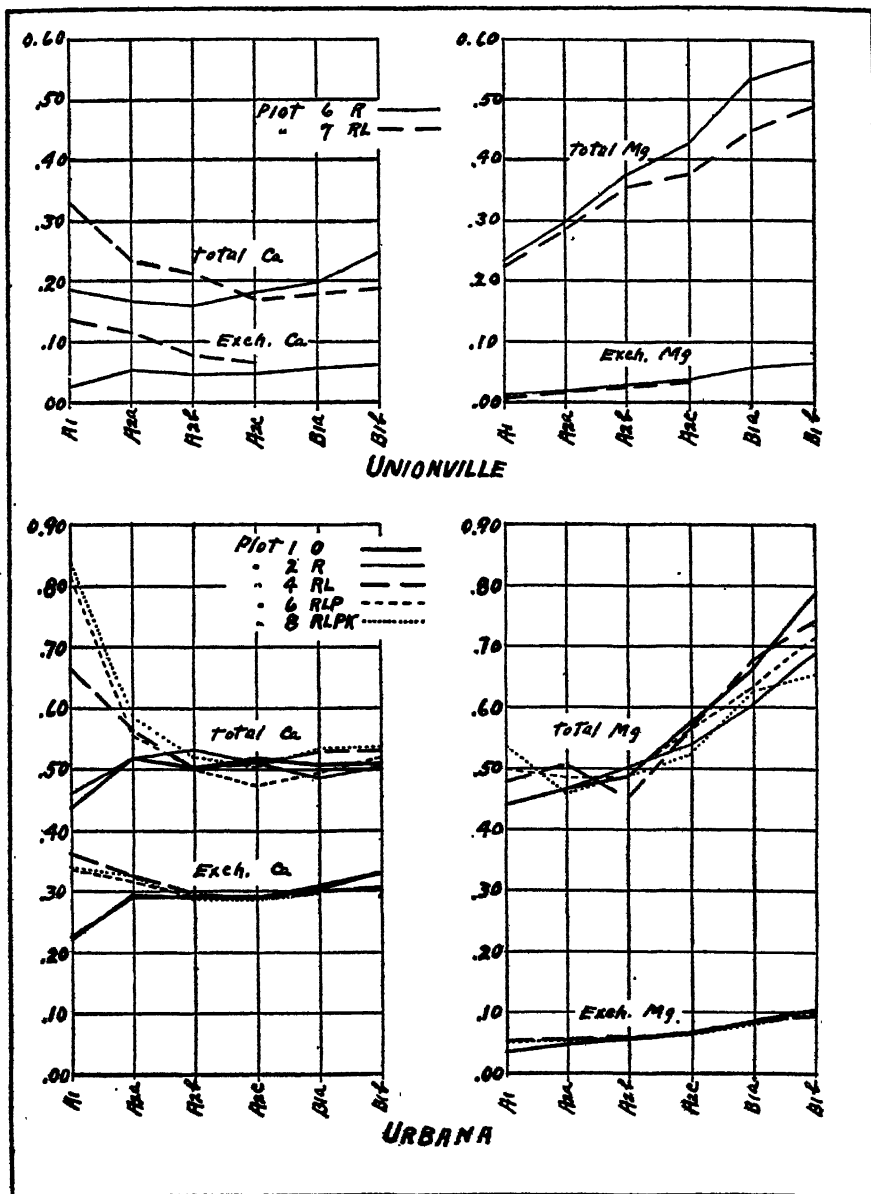 0.60
.50
.40
.30
.20
.10
.00
Plot 6 R
" 7 RL
Total Ca
Exch. Ca
A1 A2a A2b A2c B1a B1b
0.60
.50
.40
.30
.20
.10
.00
Total Mg
Exch. Mg
A1 A2a A2b A2c B1a B1b
UNIONVILLE
0.90
.80
.70
.60
.50
.40
.30
.20
.10
.00
Plot 1 O
" 2 R
" 4 RL
" 6 RLP
" 8 RLPK
Total Ca
Exch. Ca
A1 A2a A2b A2c B1a B1b
0.90
.80
.70
.60
.50
.40
.30
.20
.10
.00
Total Mg
Exch. Mg.
A1 A2a A2b A2c B1a B1b
URBANA